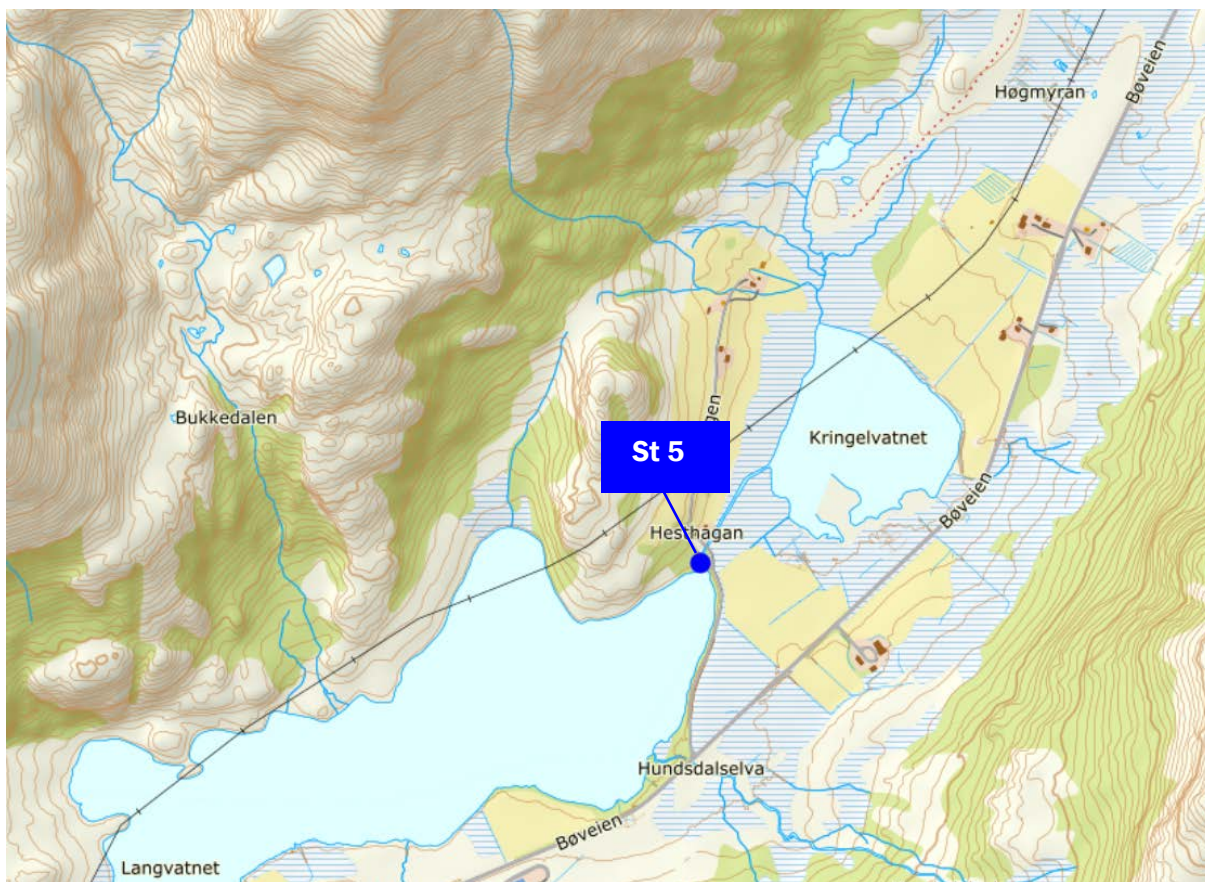 Høgmyran
Bøveien
Bukkedalen
Kringelvatnet
St 5
Bøveien
Hesthågan
Hundsdalselva
Bøveien
Langvatnet